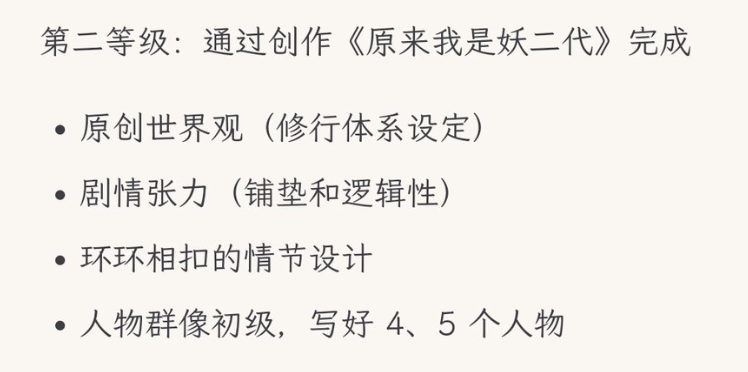 第二等级：通过创作《原来我是妖二代》完成
• 原创世界观（修行体系设定）
• 剧情张力（铺垫和逻辑性）
• 环环相扣的情节设计
• 人物群像初级，写好 4、5 个人物